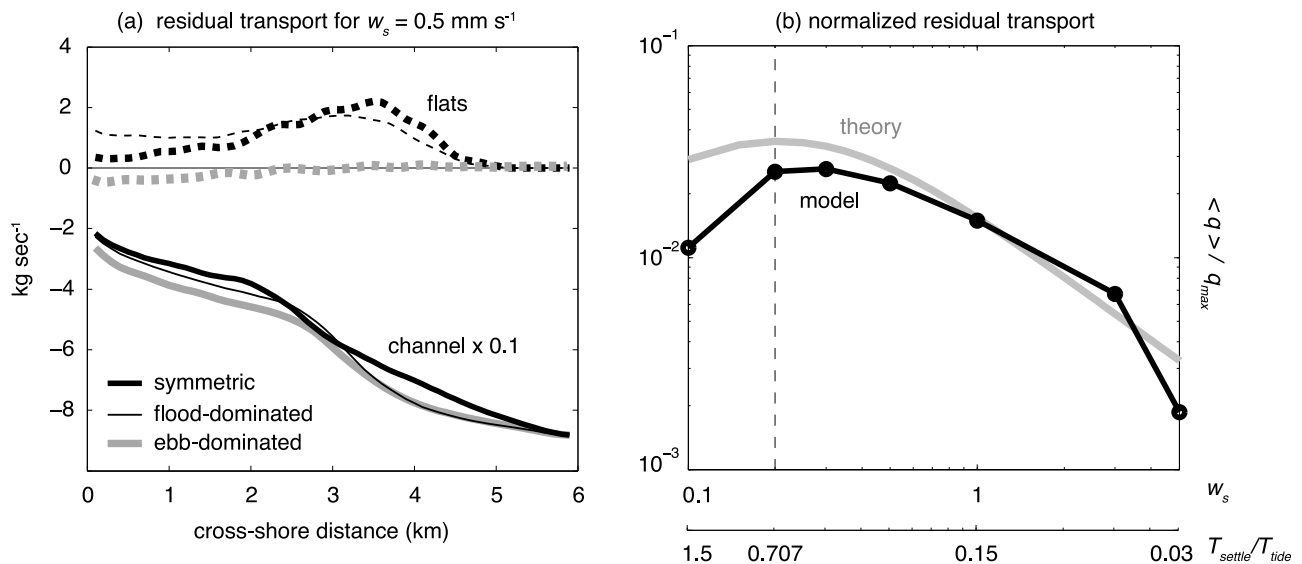 (a) residual transport for w_s = 0.5 mm s⁻¹
4
2
0
−2
−4
−6
−8
kg sec⁻¹
flats
channel x 0.1
symmetric
flood-dominated
ebb-dominated
0 1 2 3 4 5 6
cross-shore distance (km)
(b) normalized residual transport
10⁻¹
10⁻²
10⁻³
theory
model
< q > / q_max
0.1 1 w_s
1.5 0.707 0.15 0.03 T_settle/T_tide